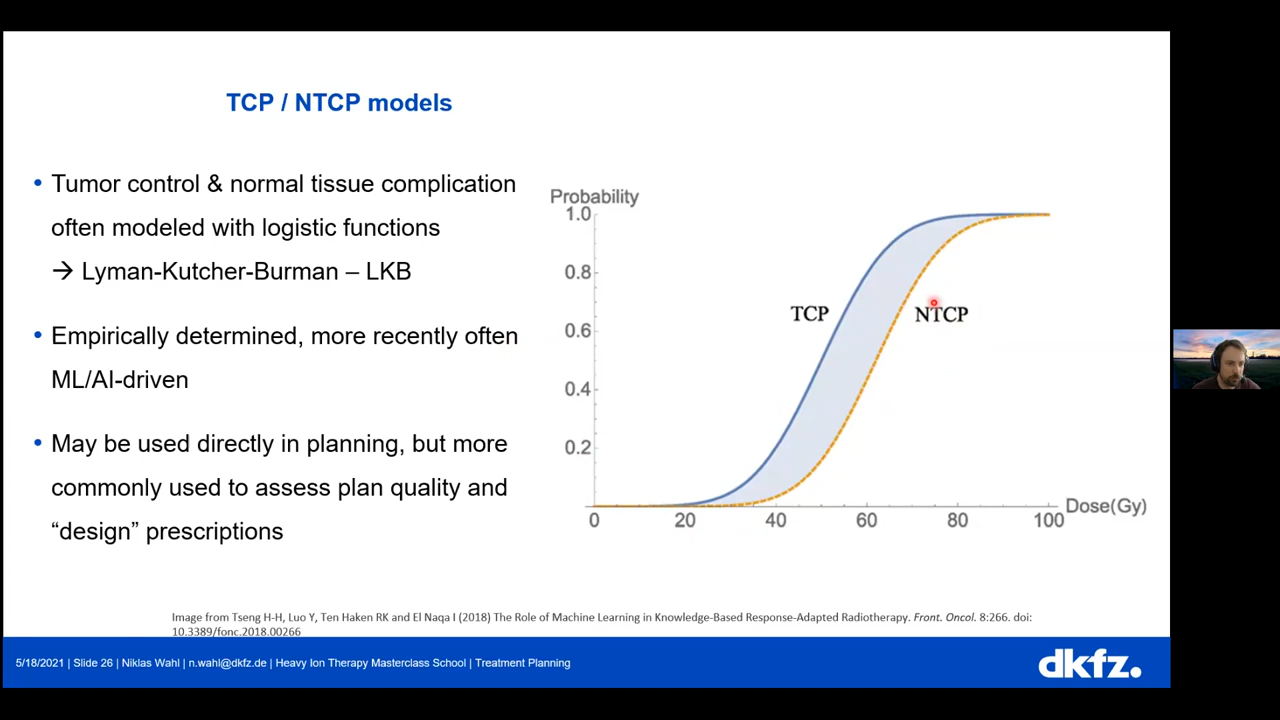 TCP / NTCP models
• Tumor control & normal tissue complication
often modeled with logistic functions
→ Lyman-Kutcher-Burman – LKB
• Empirically determined, more recently often
ML/AI-driven
• May be used directly in planning, but more
commonly used to assess plan quality and
“design” prescriptions
Probability
1.0
0.8
0.6
0.4
0.2
TCP
NTCP
0 20 40 60 80 100
Dose(Gy)
Image from Tseng H-H, Luo Y, Ten Haken RK and El Naqa I (2018) The Role of Machine Learning in Knowledge-Based Response-Adapted Radiotherapy. Front. Oncol. 8:266. doi:
10.3389/fonc.2018.00266
5/18/2021 | Slide 26 | Niklas Wahl | n.wahl@dkfz.de | Heavy Ion Therapy Masterclass School | Treatment Planning
dkfz.